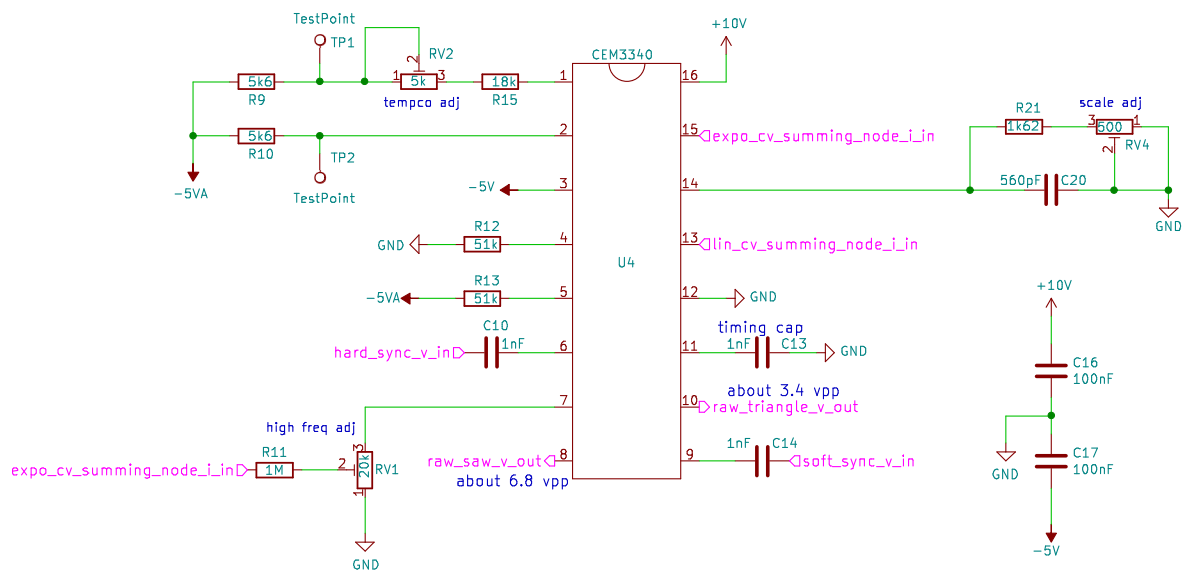 TestPoint
TP1
+10V
CEM3340
RV2
2
1
5k
3
tempco adj
18k
R15
5k6
R9
1
16
5k6
R10
2
15
expo_cv_summing_node_i_in
TP2
TestPoint
-5VA
R21
1k62
scale adj
3
500
1
RV4
2
-5V
3
14
560pF
C20
GND
GND
R12
51k
4
13
lin_cv_summing_node_i_in
U4
-5VA
R13
51k
5
12
GND
+10V
C10
hard_sync_v_in
1nF
6
11
timing cap
1nF
C13
GND
C16
100nF
7
10
about 3.4 vpp
raw_triangle_v_out
high freq adj
expo_cv_summing_node_i_in
R11
1M
2
3
20k
1
RV1
GND
raw_saw_v_out
8
about 6.8 vpp
9
1nF
C14
soft_sync_v_in
GND
C17
100nF
-5V